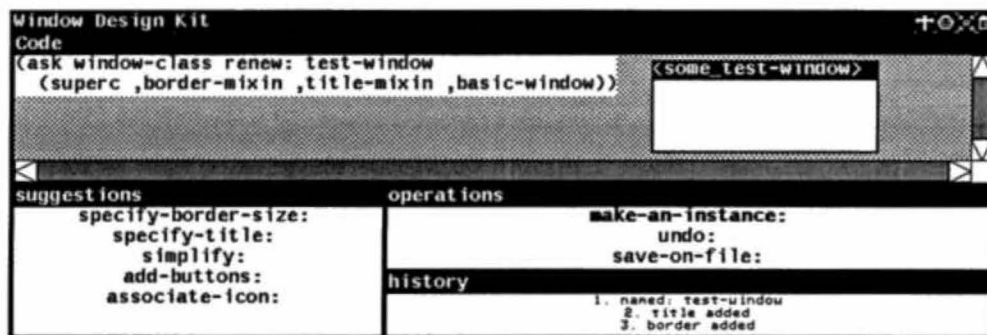 Window Design Kit
Code
(ask window-class renew: test-window
(superc ,border-mixin ,title-mixin ,basic-window))
<some_test-window>
suggestions
specify-border-size:
specify-title:
simplify:
add-buttons:
associate-icon:
operations
make-an-instance:
undo:
save-on-file:
history
1. named: test-window
2. title added
3. border added